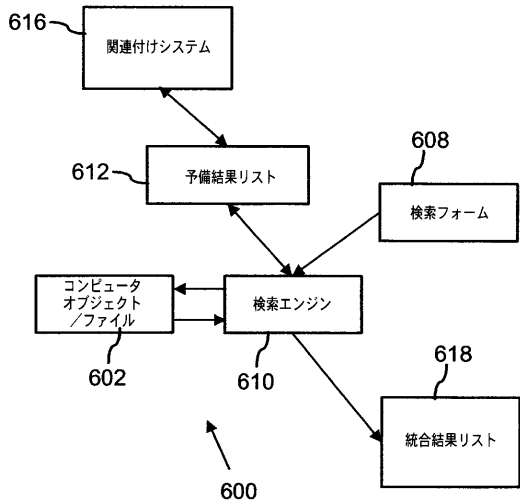 616
関連付けシステム
612
予備結果リスト
608
検索フォーム
コンピュータ
オブジェクト
／ファイル
602
検索エンジン
610
618
統合結果リスト
600